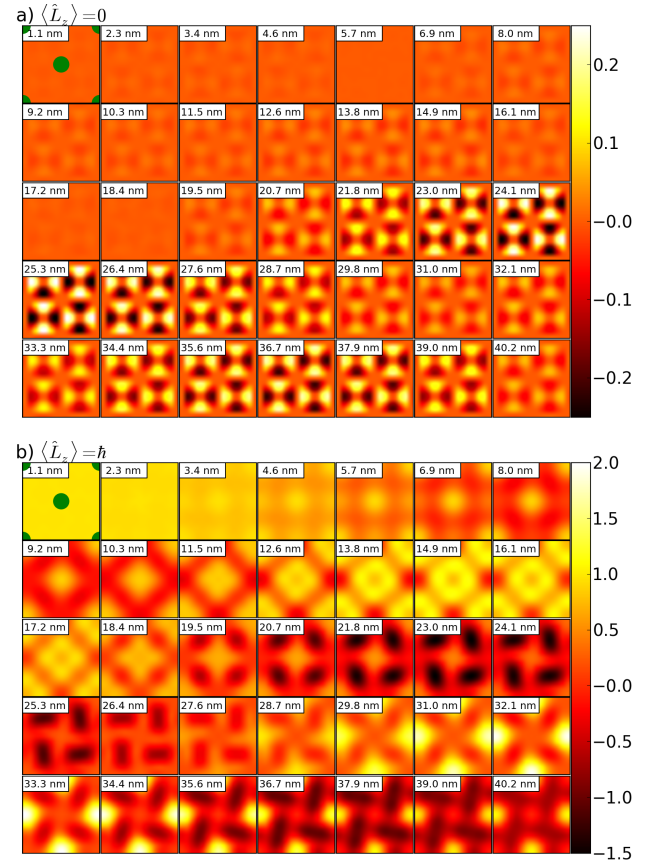 a) ⟨L̂_z⟩=0
1.1 nm 2.3 nm 3.4 nm 4.6 nm 5.7 nm 6.9 nm 8.0 nm
9.2 nm 10.3 nm 11.5 nm 12.6 nm 13.8 nm 14.9 nm 16.1 nm
17.2 nm 18.4 nm 19.5 nm 20.7 nm 21.8 nm 23.0 nm 24.1 nm
25.3 nm 26.4 nm 27.6 nm 28.7 nm 29.8 nm 31.0 nm 32.1 nm
33.3 nm 34.4 nm 35.6 nm 36.7 nm 37.9 nm 39.0 nm 40.2 nm
0.2
0.1
−0.0
−0.1
−0.2
b) ⟨L̂_z⟩=ℏ
1.1 nm 2.3 nm 3.4 nm 4.6 nm 5.7 nm 6.9 nm 8.0 nm
9.2 nm 10.3 nm 11.5 nm 12.6 nm 13.8 nm 14.9 nm 16.1 nm
17.2 nm 18.4 nm 19.5 nm 20.7 nm 21.8 nm 23.0 nm 24.1 nm
25.3 nm 26.4 nm 27.6 nm 28.7 nm 29.8 nm 31.0 nm 32.1 nm
33.3 nm 34.4 nm 35.6 nm 36.7 nm 37.9 nm 39.0 nm 40.2 nm
2.0
1.5
1.0
0.5
−0.0
−0.5
−1.0
−1.5